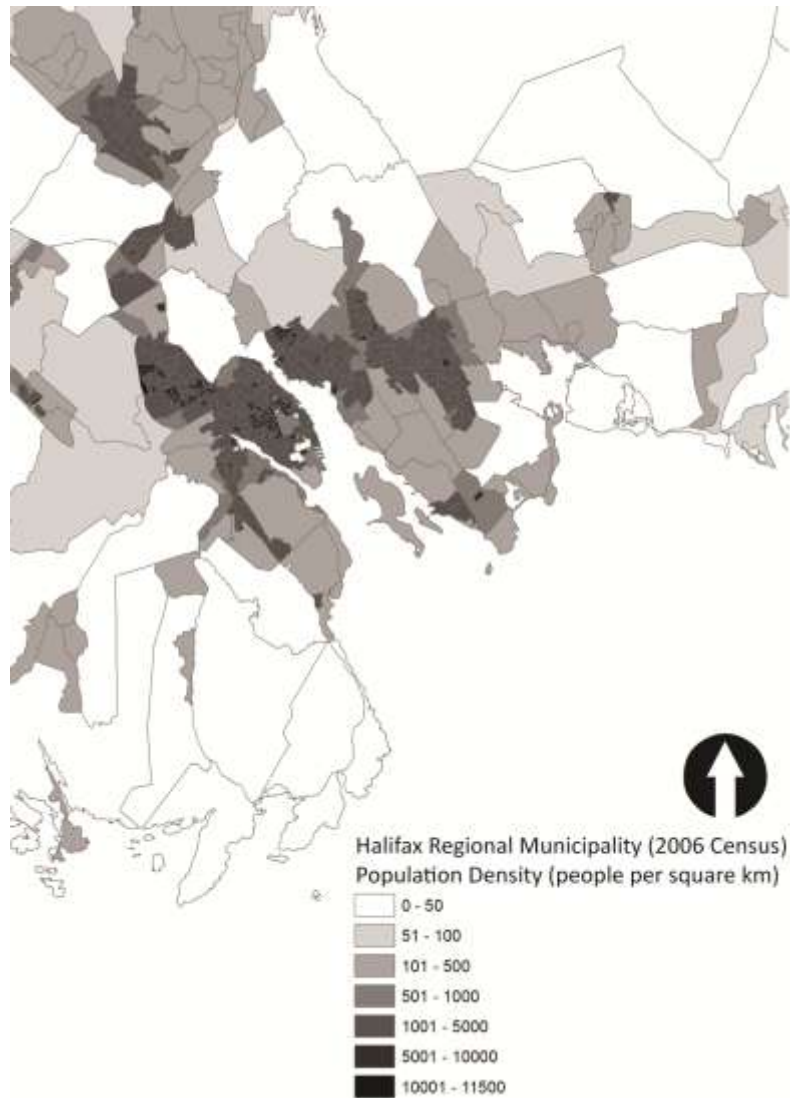 Halifax Regional Municipality (2006 Census)
Population Density (people per square km)
0 - 50
51 - 100
101 - 500
501 - 1000
1001 - 5000
5001 - 10000
10001 - 11500